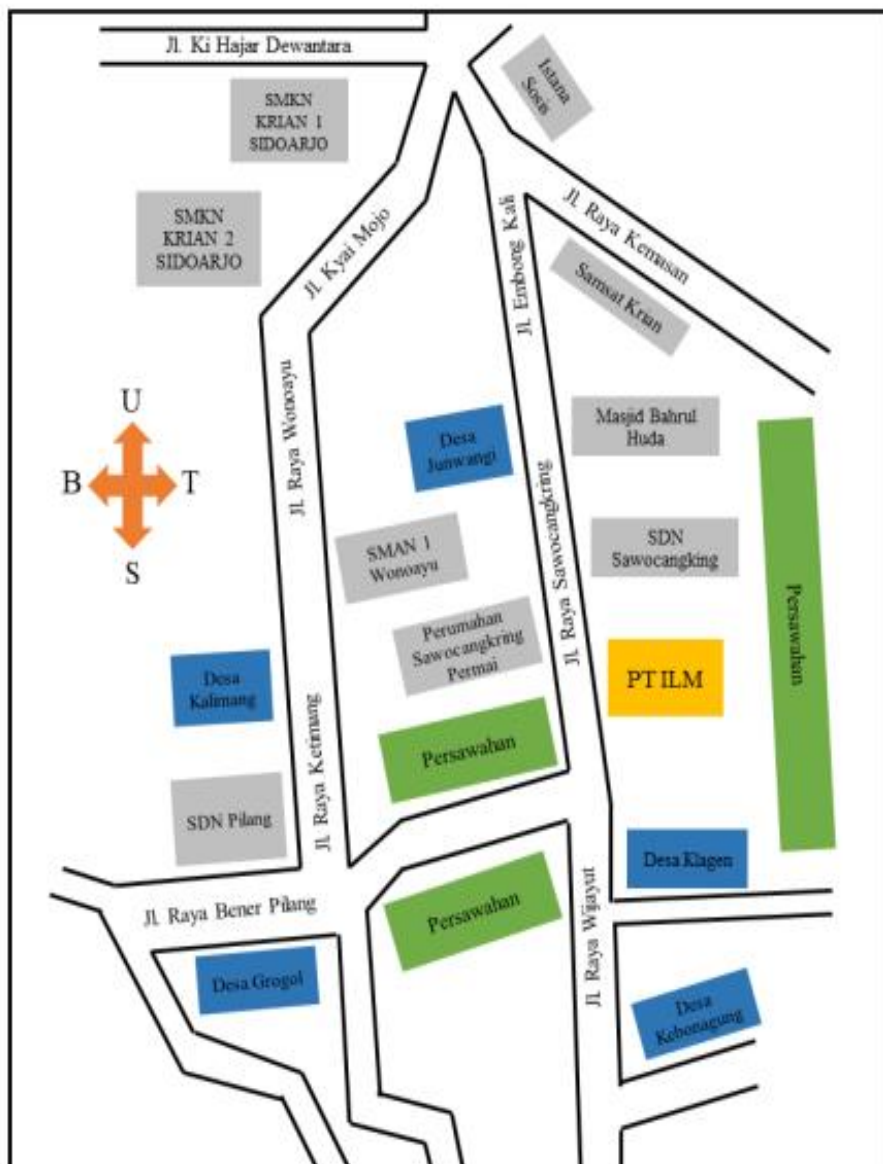 Jl. Ki Hajar Dewantara
Istana
Sosis
SMKN
KRIAN 1
SIDOARJO
SMKN
KRIAN 2
SIDOARJO
Jl. Kyai Mojo
Jl. Embong Kali
Jl. Raya Kemasan
Samsat Krian
U
B
T
S
Jl. Raya Wonoayu
Desa
Junwangi
Masjid Bahrul
Huda
SMAN 1
Wonoayu
Jl. Raya Sawocangkring
SDN
Sawocangking
Persawahan
Perumahan
Sawocangkring
Permai
Desa
Kalimang
PT ILM
Jl. Raya Ketimang
Persawahan
SDN Pilang
Desa Klagen
Jl. Raya Bener Pilang
Persawahan
Jl. Raya Wijayut
Desa Grogol
Desa
Kebonagung